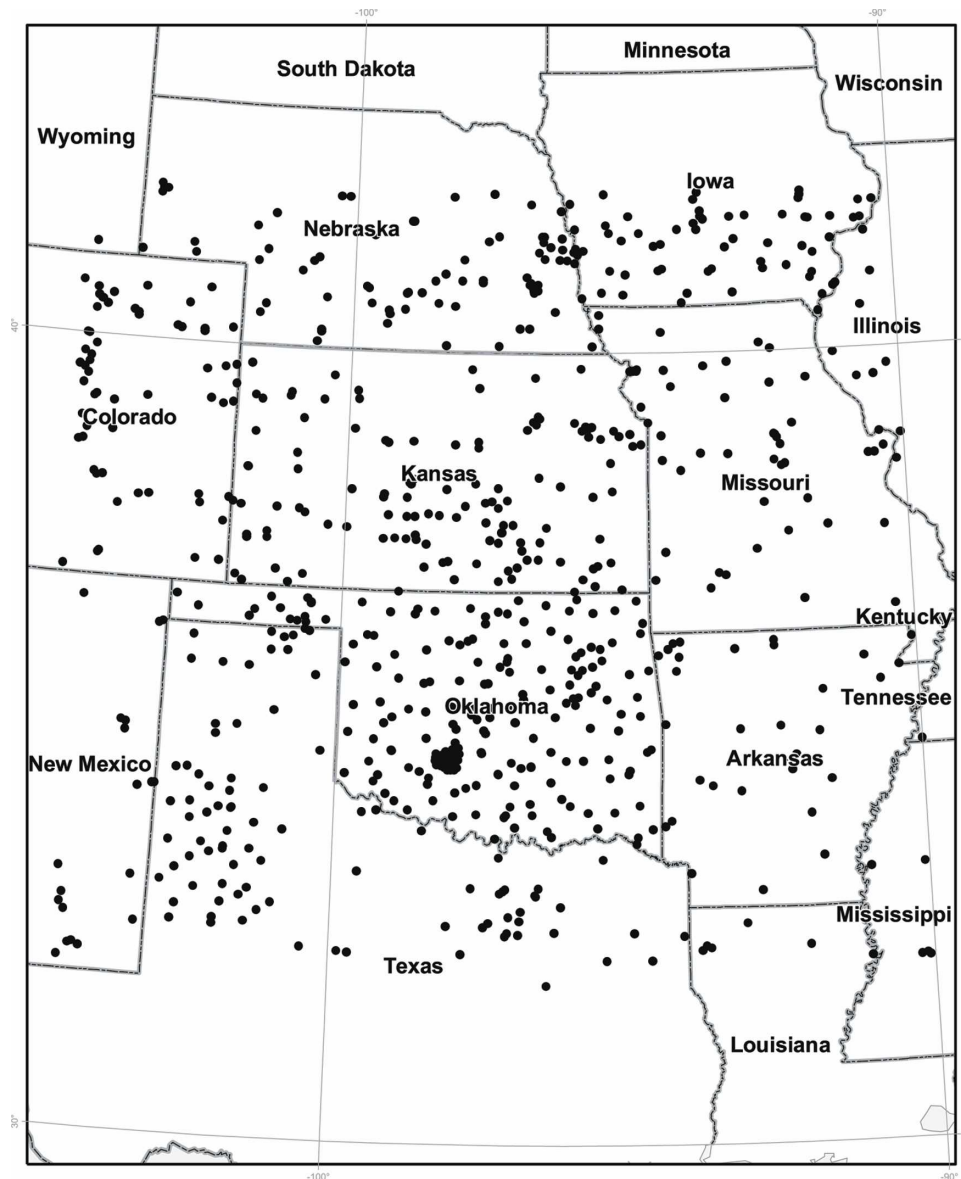 -100°
-90°
Minnesota
South Dakota
Wisconsin
Wyoming
Iowa
Nebraska
40°
Illinois
Colorado
Kansas
Missouri
Kentucky
Tennessee
Oklahoma
New Mexico
Arkansas
Mississippi
Texas
Louisiana
30°
-100°
-90°